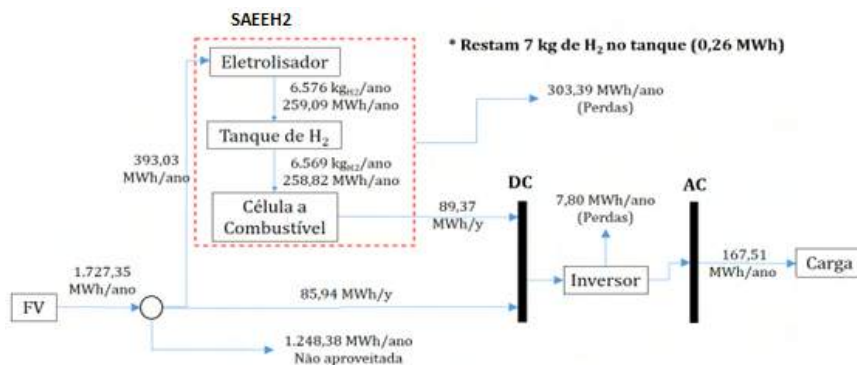 SAEEH2
* Restam 7 kg de H₂ no tanque (0,26 MWh)
Eletrolisador
6.576 kgH2/ano
259,09 MWh/ano
303,39 MWh/ano
(Perdas)
Tanque de H₂
393,03
MWh/ano
6.569 kgH2/ano
258,82 MWh/ano
Célula a
Combustível
89,37
MWh/y
DC
7,80 MWh/ano
(Perdas)
AC
167,51
MWh/ano
Carga
Inversor
1.727,35
MWh/ano
FV
85,94 MWh/y
1.248,38 MWh/ano
Não aproveitada